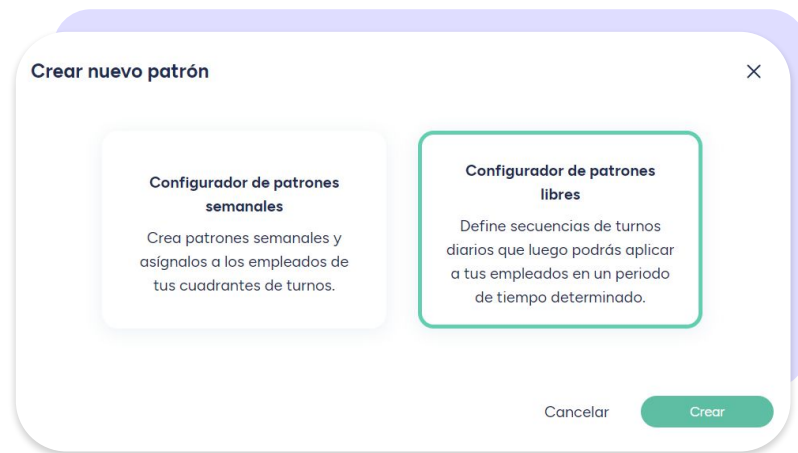 Crear nuevo patrón
Configurador de patrones
semanales
Crea patrones semanales y
asígnalos a los empleados de
tus cuadrantes de turnos.
Configurador de patrones
libres
Define secuencias de turnos
diarios que luego podrás aplicar
a tus empleados en un periodo
de tiempo determinado.
Cancelar
Crear